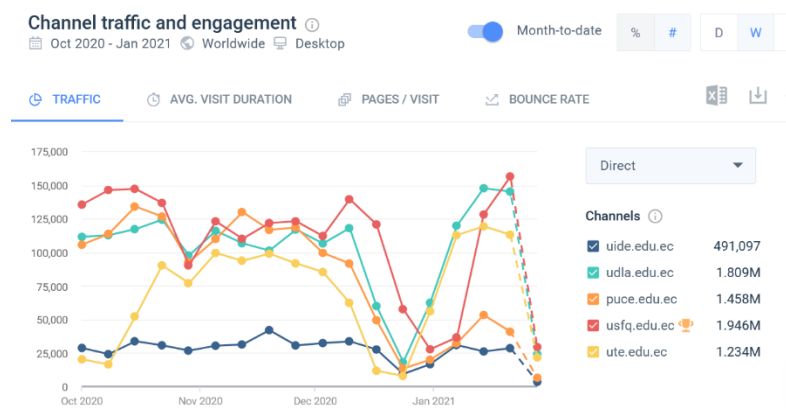 Channel traffic and engagement
Month-to-date
%
#
D
W
Oct 2020 - Jan 2021 Worldwide Desktop
TRAFFIC
AVG. VISIT DURATION
PAGES / VISIT
BOUNCE RATE
175,000
150,000
125,000
100,000
75,000
50,000
25,000
0
Oct 2020
Nov 2020
Dec 2020
Jan 2021
Direct
Channels
uide.edu.ec 491,097
udla.edu.ec 1.809M
puce.edu.ec 1.458M
usfq.edu.ec 1.946M
ute.edu.ec 1.234M